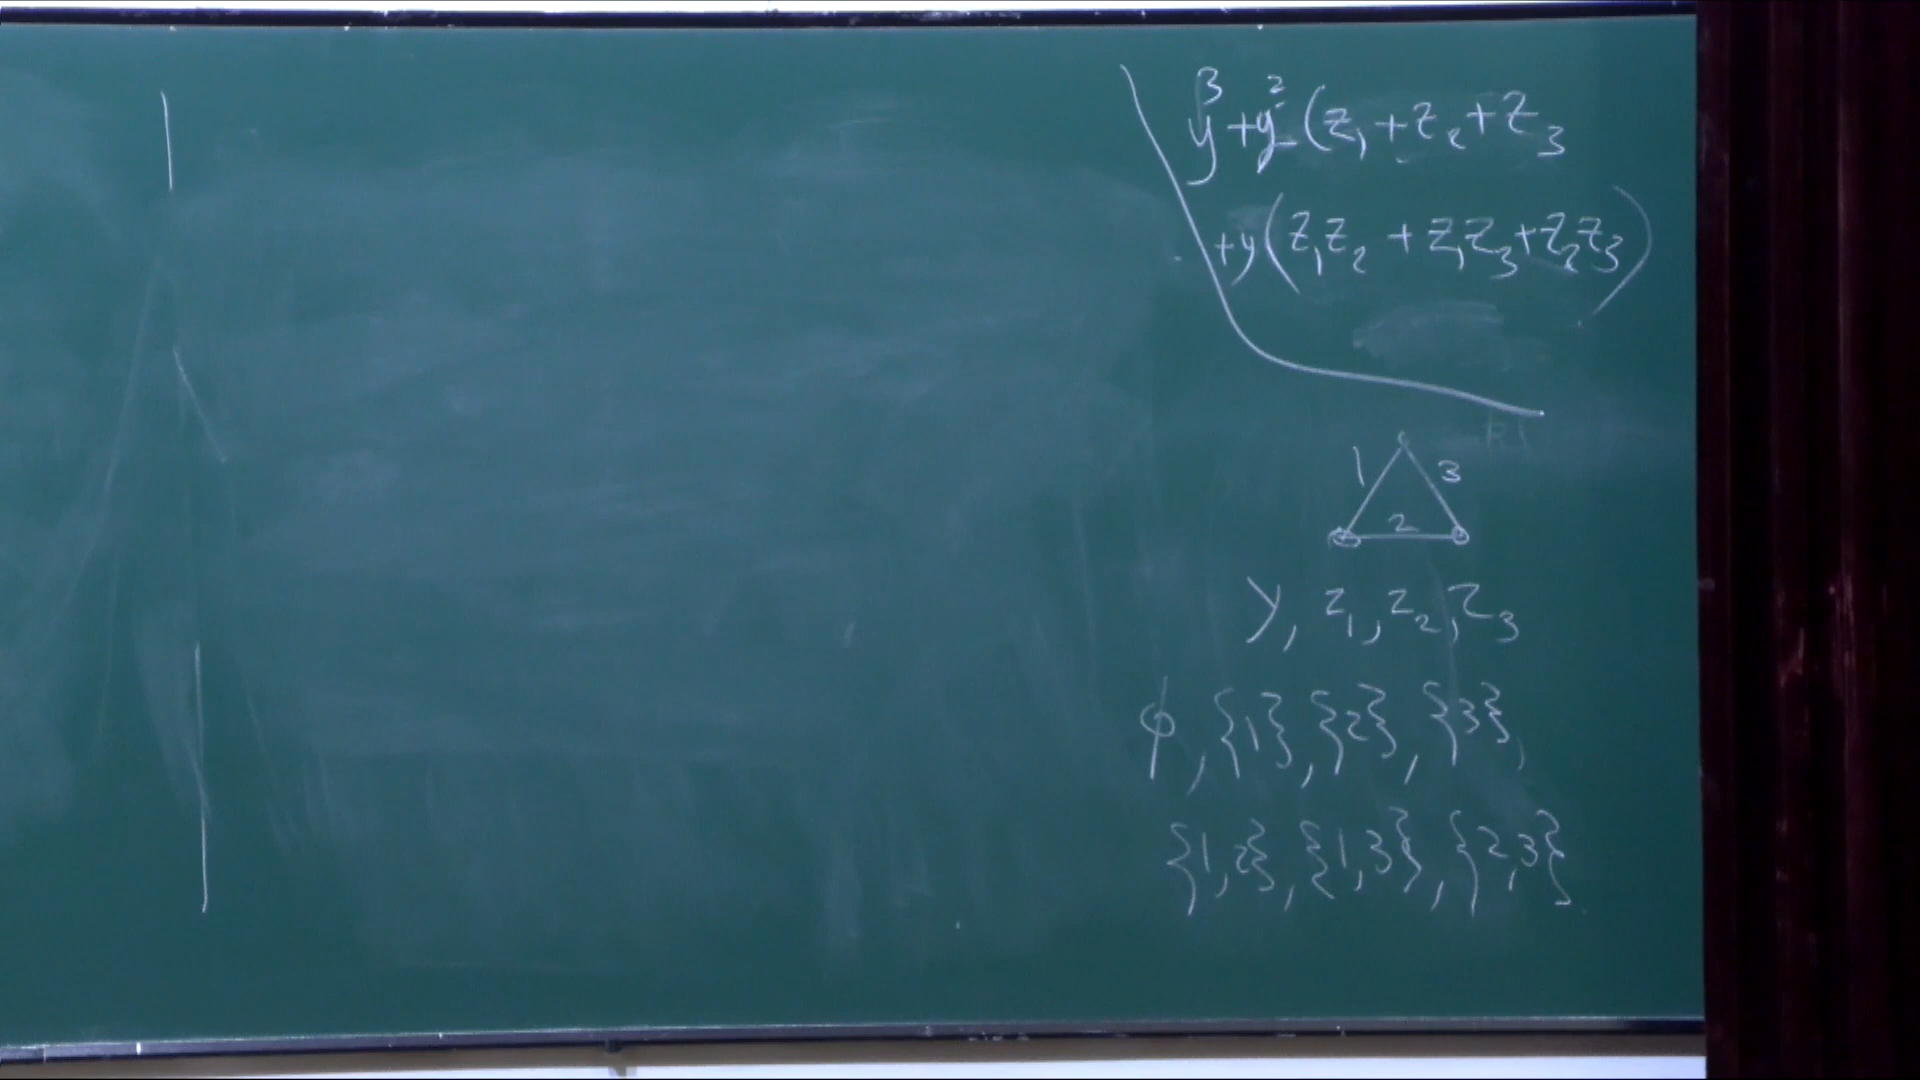 y³+y²(z₁+z₂+z₃
+y(z₁z₂ + z₁z₃+z₂z₃)
1 3
2
y, z₁, z₂, z₃
ϕ, {1}, {2}, {3},
{1,2}, {1,3}, {2,3}.